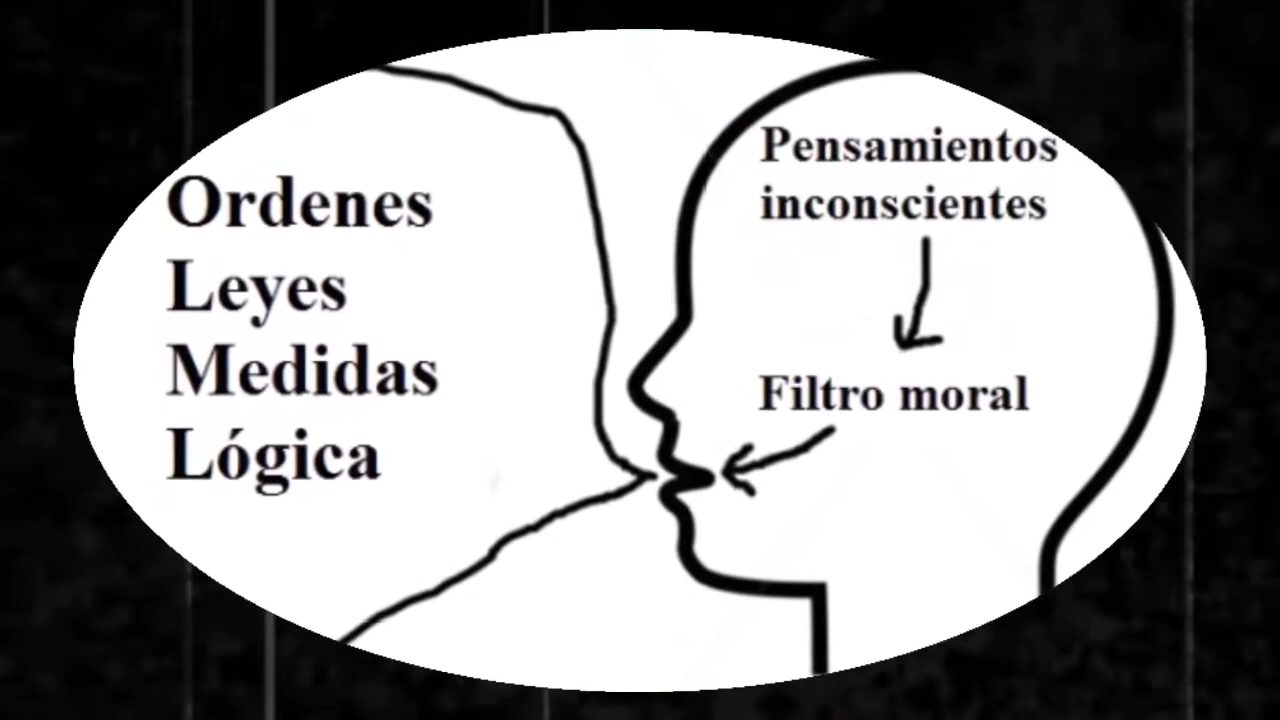 Ordenes
Leyes
Medidas
Lógica
Pensamientos
inconscientes
Filtro moral